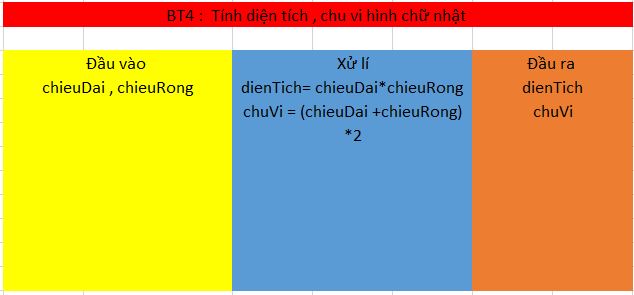 BT4 : Tính diện tích , chu vi hình chữ nhật
Đầu vào
chieuDai , chieuRong
Xử lí
dienTich= chieuDai*chieuRong
chuVi = (chieuDai +chieuRong)
*2
Đầu ra
dienTich
chuVi